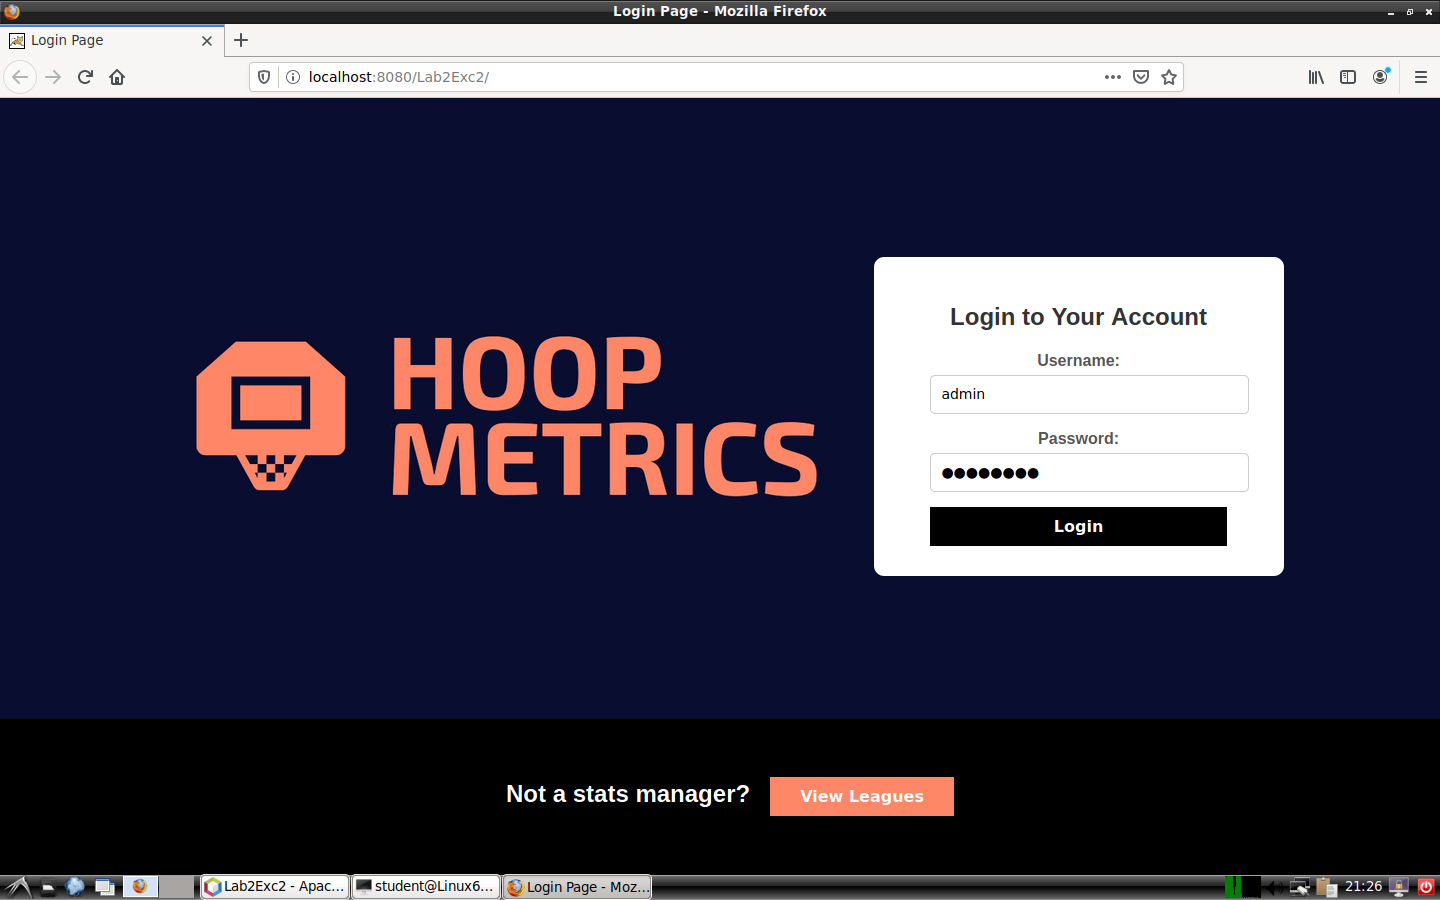 Login Page - Mozilla Firefox
Login Page
localhost:8080/Lab2Exc2/
HOOP
METRICS
Login to Your Account
Username:
admin
Password:
●●●●●●●●
Login
Not a stats manager?
View Leagues
Lab2Exc2 - Apac...
student@Linux6...
Login Page - Moz...
21:26